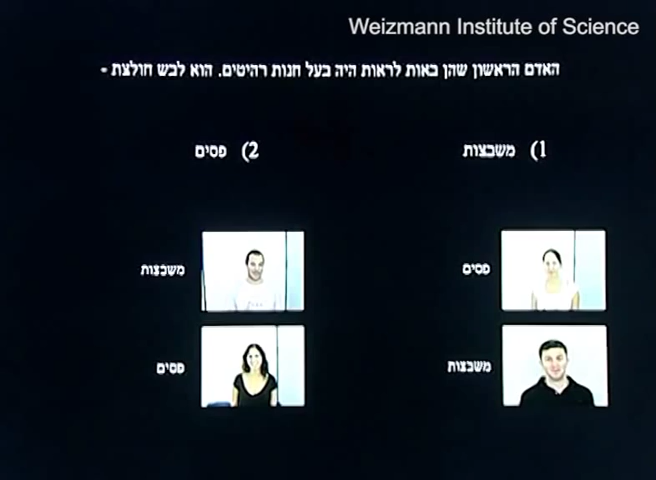 Weizmann Institute of Science
האדם הראשון שהן באות לראות היה בעל חנות רהיטים. הוא לבש חולצת -
1) משבצות
2) פסים
פסים
משבצות
משבצות
פסים